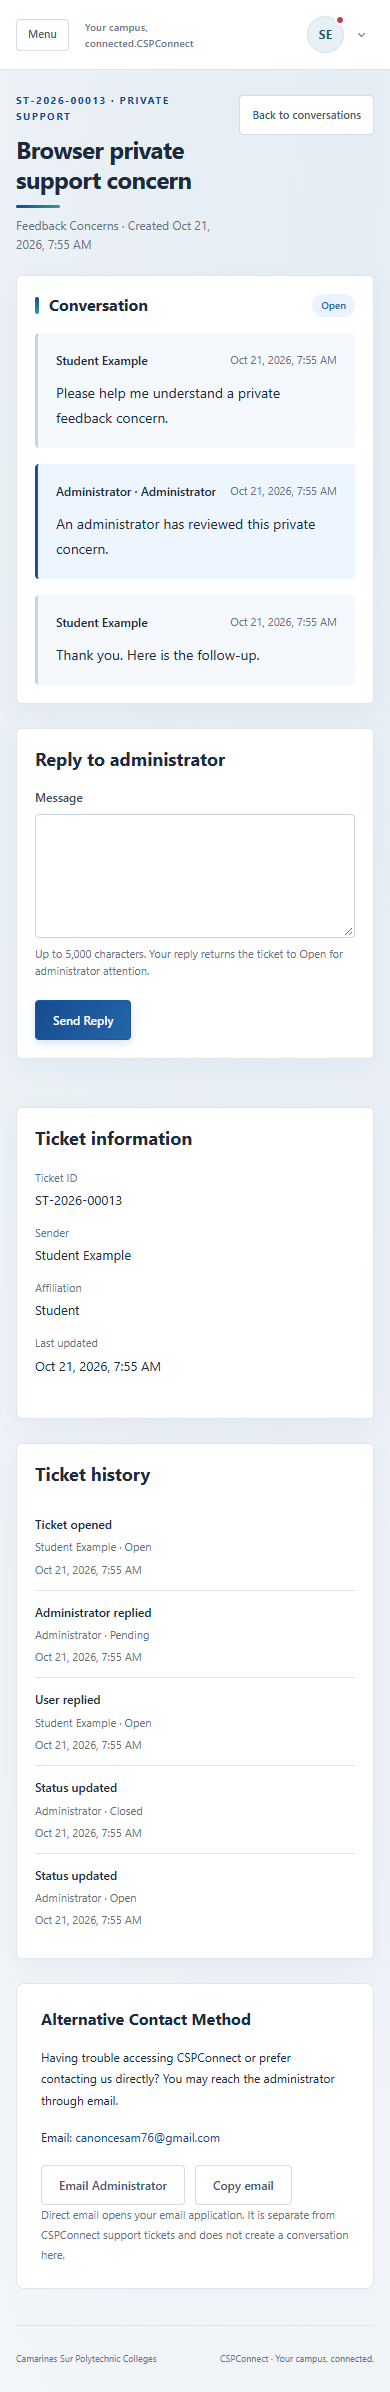 Menu
Your campus,
connected.CSPConnect
SE
ST-2026-00013 · PRIVATE
SUPPORT
Back to conversations
Browser private
support concern
Feedback Concerns · Created Oct 21,
2026, 7:55 AM
Conversation
Open
Student Example Oct 21, 2026, 7:55 AM
Please help me understand a private
feedback concern.
Administrator · Administrator Oct 21, 2026, 7:55 AM
An administrator has reviewed this private
concern.
Student Example Oct 21, 2026, 7:55 AM
Thank you. Here is the follow-up.
Reply to administrator
Message
Up to 5,000 characters. Your reply returns the ticket to Open for
administrator attention.
Send Reply
Ticket information
Ticket ID
ST-2026-00013
Sender
Student Example
Affiliation
Student
Last updated
Oct 21, 2026, 7:55 AM
Ticket history
Ticket opened
Student Example · Open
Oct 21, 2026, 7:55 AM
Administrator replied
Administrator · Pending
Oct 21, 2026, 7:55 AM
User replied
Student Example · Open
Oct 21, 2026, 7:55 AM
Status updated
Administrator · Closed
Oct 21, 2026, 7:55 AM
Status updated
Administrator · Open
Oct 21, 2026, 7:55 AM
Alternative Contact Method
Having trouble accessing CSPConnect or prefer
contacting us directly? You may reach the administrator
through email.
Email: canoncesam76@gmail.com
Email Administrator
Copy email
Direct email opens your email application. It is separate from
CSPConnect support tickets and does not create a conversation
here.
Camarines Sur Polytechnic Colleges
CSPConnect · Your campus, connected.